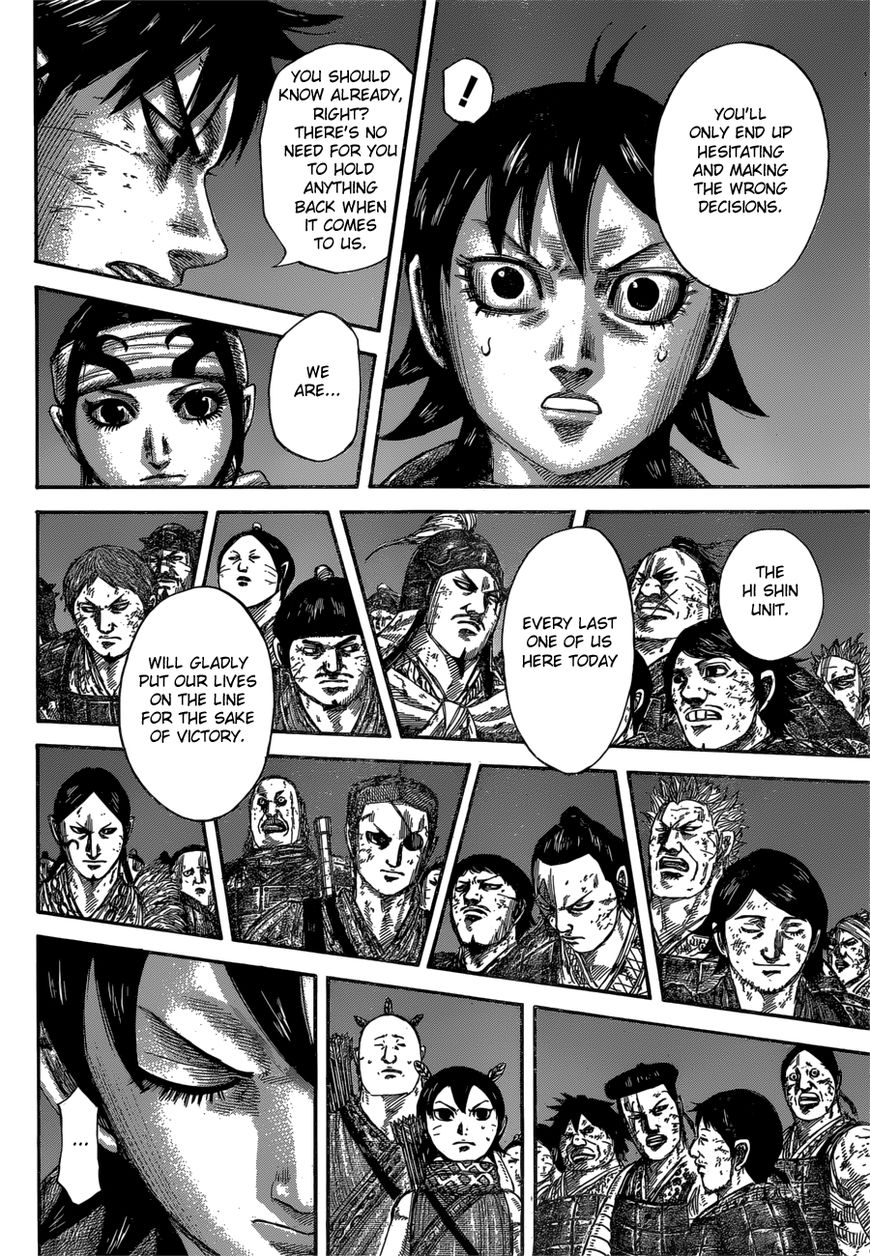 !
YOU'LL
ONLY END UP
HESITATING
AND MAKING
THE WRONG
DECISIONS.
YOU SHOULD
KNOW ALREADY,
RIGHT?
THERE'S NO
NEED FOR YOU
TO HOLD
ANYTHING
BACK WHEN
IT COMES
TO US.
WE
ARE...
THE
HI SHIN
UNIT.
EVERY LAST
ONE OF US
HERE TODAY
WILL GLADLY
PUT OUR LIVES
ON THE LINE
FOR THE SAKE
OF VICTORY.
...